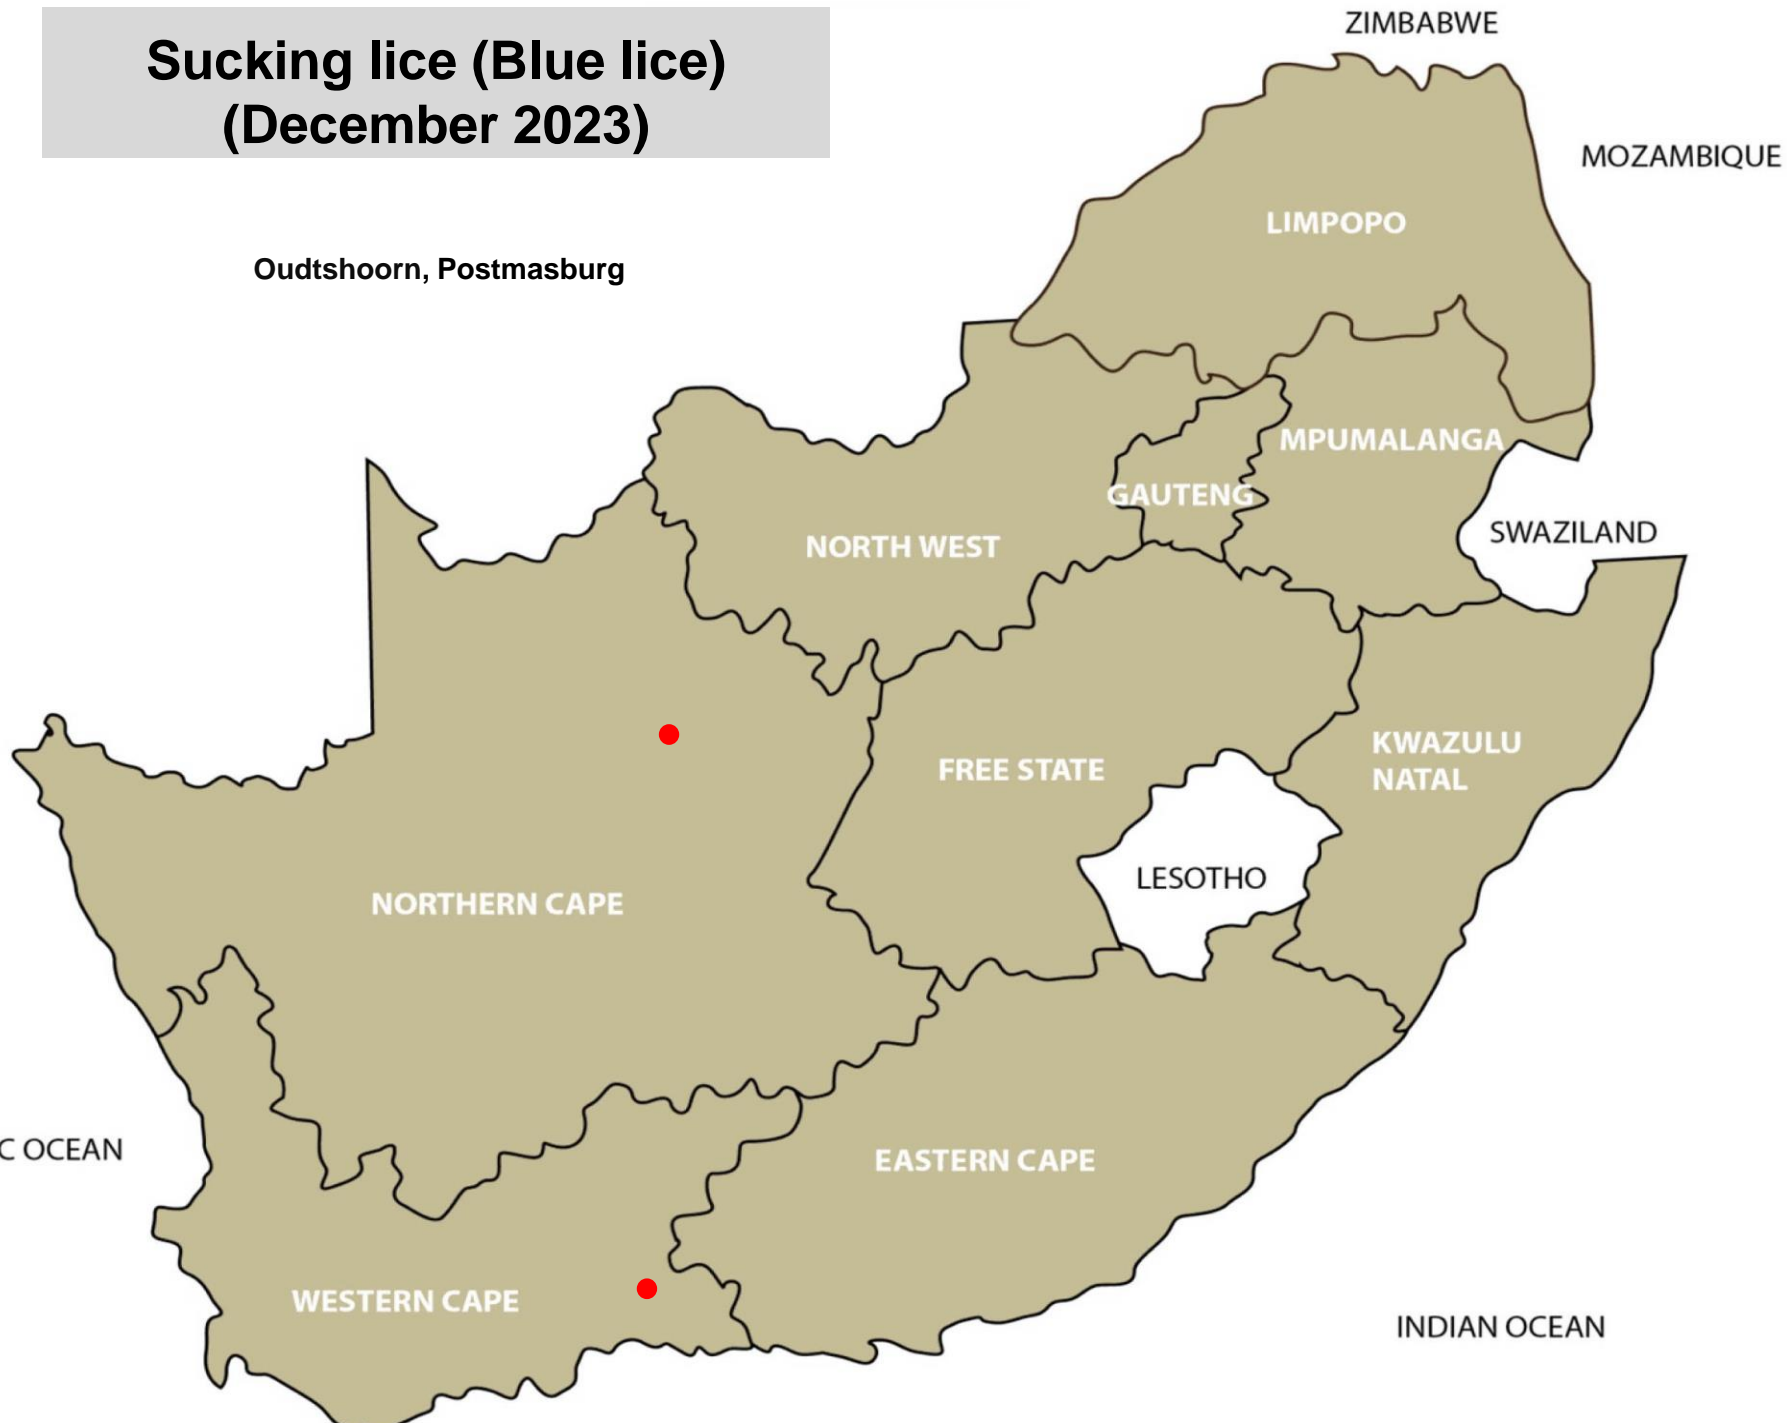 Sucking lice (Blue lice)
(December 2023)
Oudtshoorn, Postmasburg
ZIMBABWE
MOZAMBIQUE
LIMPOPO
MPUMALANGA
GAUTENG
NORTH WEST
SWAZILAND
FREE STATE
KWAZULU
NATAL
LESOTHO
NORTHERN CAPE
C OCEAN
EASTERN CAPE
WESTERN CAPE
INDIAN OCEAN